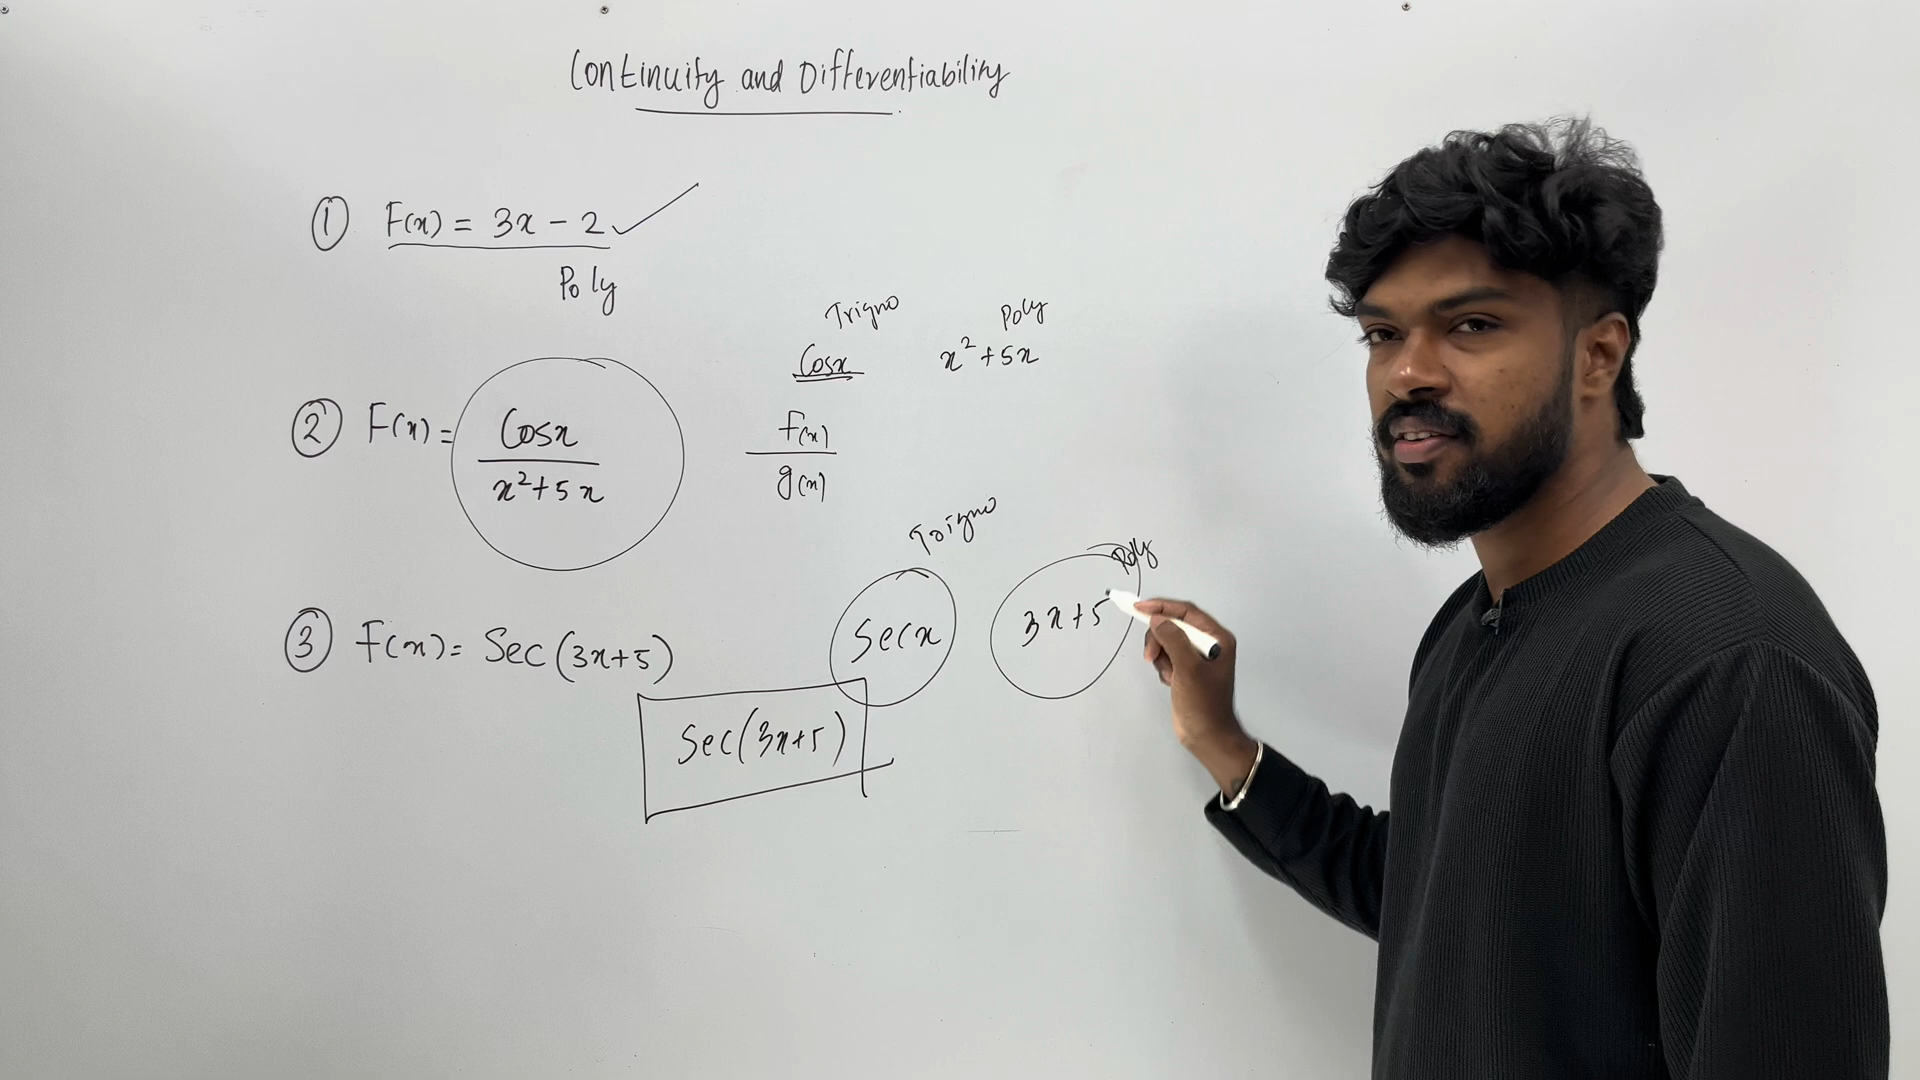 Continuity and Differentiability
① F(x) = 3x - 2 ✓
Poly
Trigno Poly
Cosx x²+5x
② F(x) = Cosx / x²+5x
f(x) / g(x)
Trigno Poly
③ F(x) = Sec(3x+5)
Secx 3x+5
Sec(3x+5)